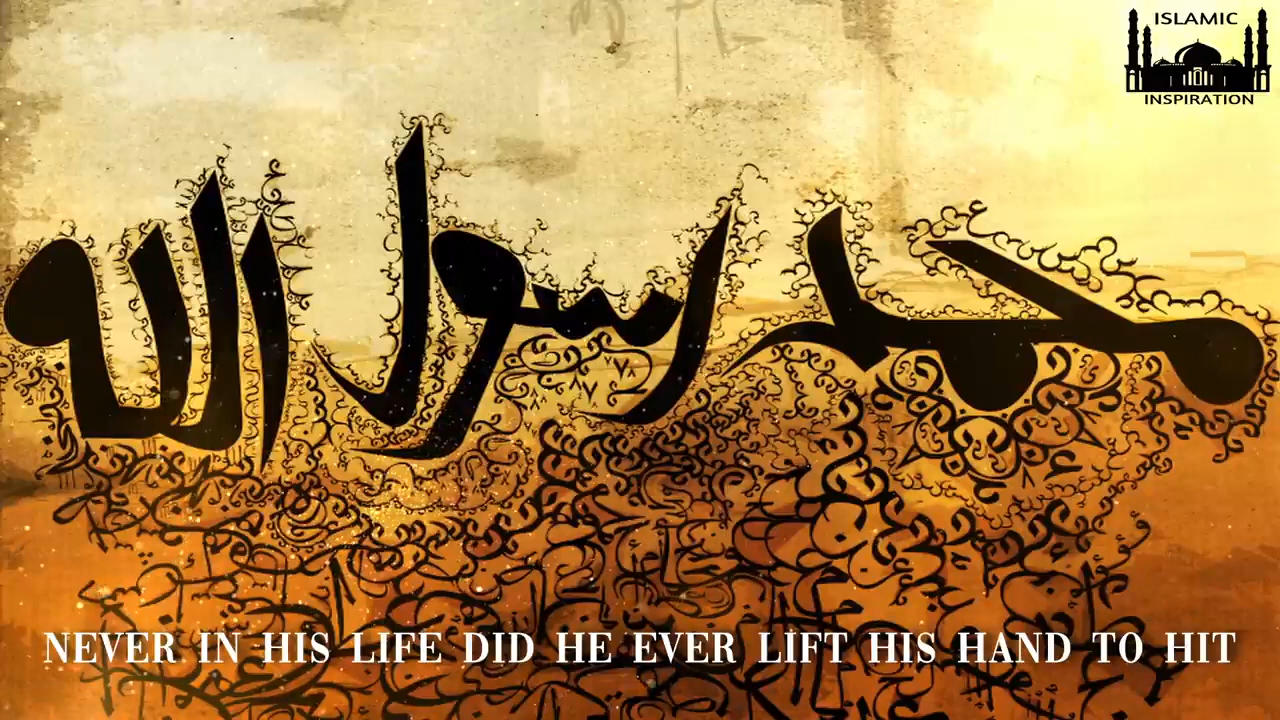 ISLAMIC
INSPIRATION
محمد رسول الله
NEVER IN HIS LIFE DID HE EVER LIFT HIS HAND TO HIT